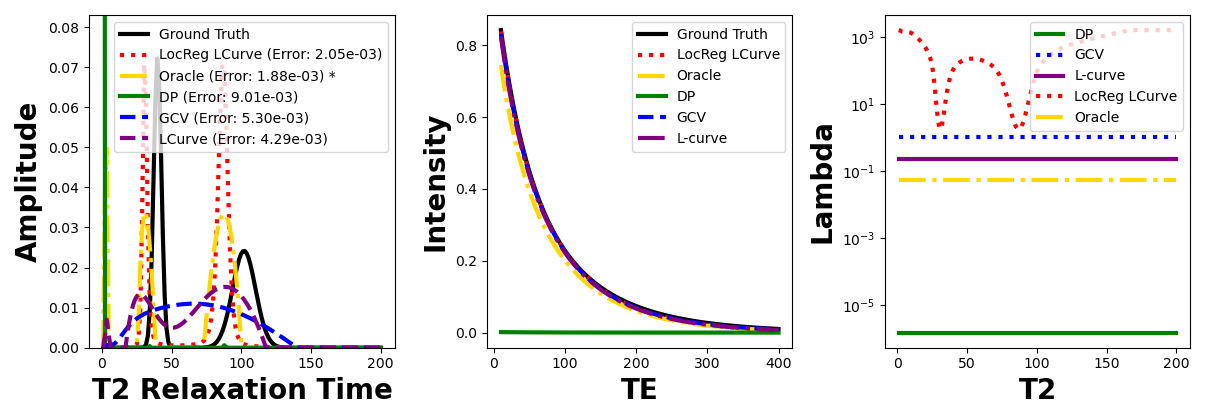 0.08
0.07
0.06
0.05
0.04
0.03
0.02
0.01
0.00
Amplitude
Ground Truth
LocReg LCurve (Error: 2.05e-03)
Oracle (Error: 1.88e-03) *
DP (Error: 9.01e-03)
GCV (Error: 5.30e-03)
LCurve (Error: 4.29e-03)
0 50 100 150 200
T2 Relaxation Time
0.8
0.6
0.4
0.2
0.0
Intensity
Ground Truth
LocReg LCurve
Oracle
DP
GCV
L-curve
0 100 200 300 400
TE
10³
10¹
10⁻¹
10⁻³
10⁻⁵
Lambda
DP
GCV
L-curve
LocReg LCurve
Oracle
0 50 100 150 200
T2